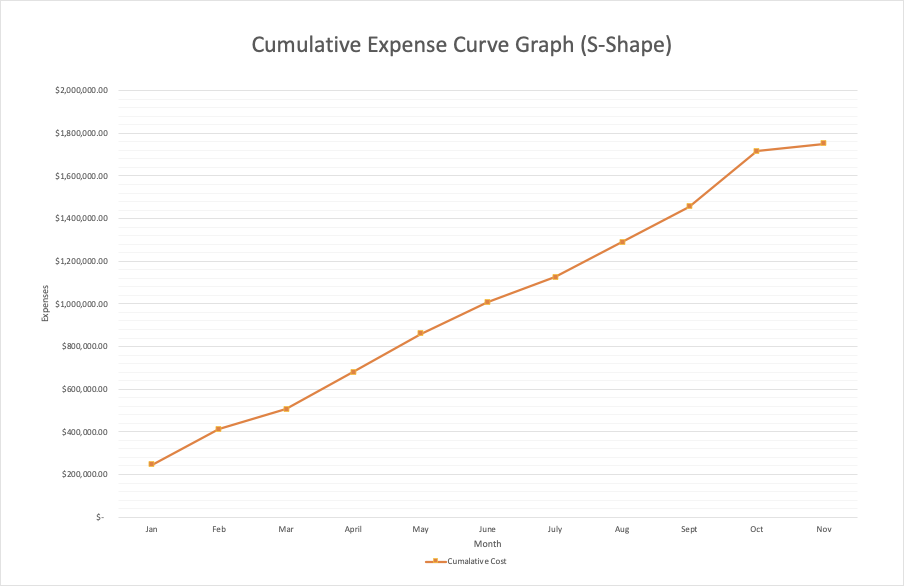 Cumulative Expense Curve Graph (S-Shape)
$2,000,000.00
$1,800,000.00
$1,600,000.00
$1,400,000.00
$1,200,000.00
$1,000,000.00
$800,000.00
$600,000.00
$400,000.00
$200,000.00
$-
Expenses
Jan Feb Mar April May June July Aug Sept Oct Nov
Month
Cumalative Cost